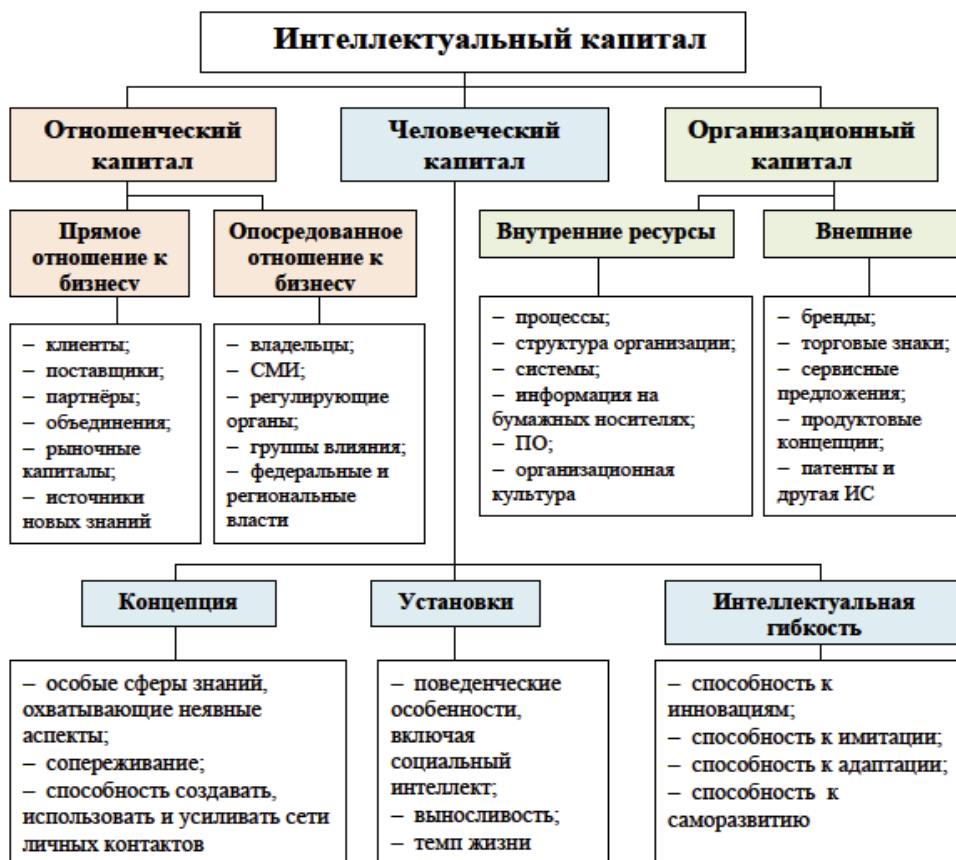 Интеллектуальный капитал
Отношенческий
капитал
Человеческий
капитал
Организационный
капитал
Прямое
отношение к
бизнесу
Опосредованное
отношение к
бизнесу
Внутренние ресурсы
Внешние
– клиенты;
– поставщики;
– партнёры;
– объединения;
– рыночные
капиталы;
– источники
новых знаний
– владельцы;
– СМИ;
– регулирующие
органы;
– группы влияния;
– федеральные и
региональные
власти
– процессы;
– структура организации;
– системы;
– информация на
бумажных носителях;
– ПО;
– организационная
культура
– бренды;
– торговые знаки;
– сервисные
предложения;
– продуктовые
концепции;
– патенты и
другая ИС
Концепция
Установки
Интеллектуальная
гибкость
– особые сферы знаний,
охватывающие неявные
аспекты;
– сопереживание;
– способность создавать,
использовать и усиливать сети
личных контактов
– поведенческие
особенности,
включая
социальный
интеллект;
– выносливость;
– темп жизни
– способность к
инновациям;
– способность к имитации;
– способность к адаптации;
– способность к
саморазвитию